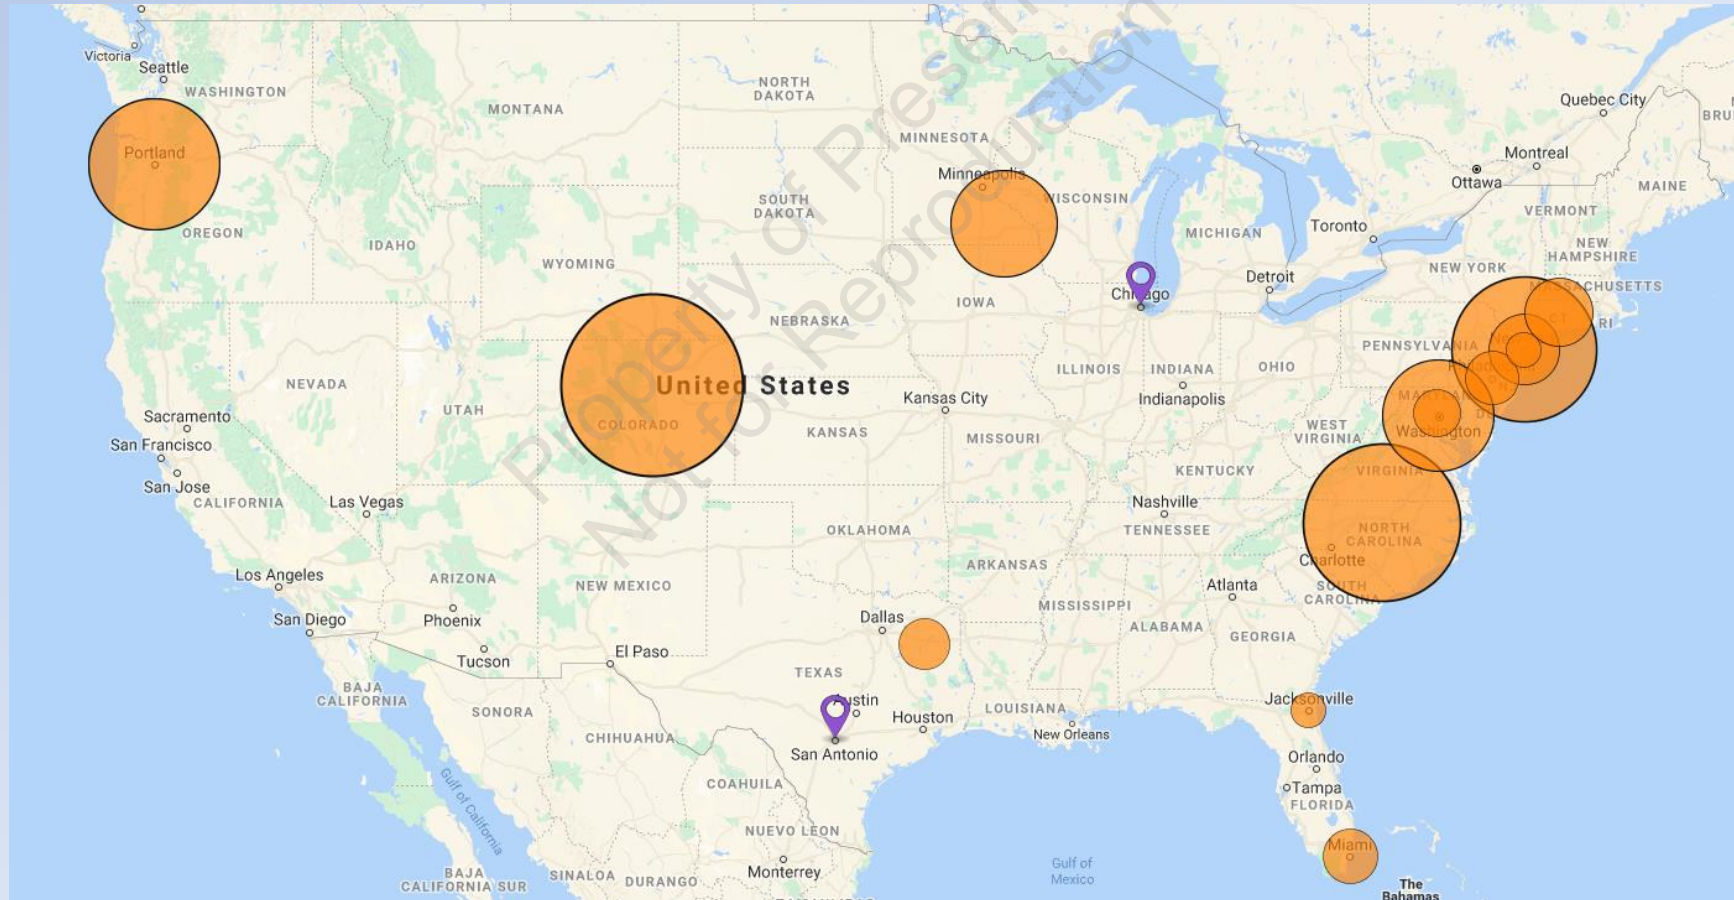 Victoria
Seattle
WASHINGTON
Portland
OREGON
IDAHO
MONTANA
WYOMING
NORTH
DAKOTA
SOUTH
DAKOTA
NEBRASKA
MINNESOTA
Minneapolis
WISCONSIN
IOWA
MICHIGAN
Chicago
Detroit
Toronto
Ottawa
Montreal
Quebec City
MAINE
VERMONT
NEW
HAMPSHIRE
NEW YORK
RI
CT
PENNSYLVANIA
OHIO
INDIANA
Indianapolis
ILLINOIS
United States
Kansas City
KANSAS
MISSOURI
COLORADO
UTAH
NEVADA
Sacramento
San Francisco
San Jose
CALIFORNIA
Las Vegas
Los Angeles
San Diego
ARIZONA
Phoenix
Tucson
NEW MEXICO
El Paso
OKLAHOMA
ARKANSAS
TENNESSEE
Nashville
KENTUCKY
WEST
VIRGINIA
VIRGINIA
Washington
NORTH
CAROLINA
Charlotte
SOUTH
CAROLINA
Atlanta
GEORGIA
ALABAMA
MISSISSIPPI
LOUISIANA
New Orleans
Dallas
TEXAS
Austin
Houston
San Antonio
Jacksonville
Orlando
Tampa
FLORIDA
Miami
The
Bahamas
Gulf of
Mexico
BAJA
CALIFORNIA
SONORA
CHIHUAHUA
COAHUILA
NUEVO LEON
Monterrey
DURANGO
SINALOA
BAJA
CALIFORNIA SUR
Gulf of California
Property of
Not for Reproduction